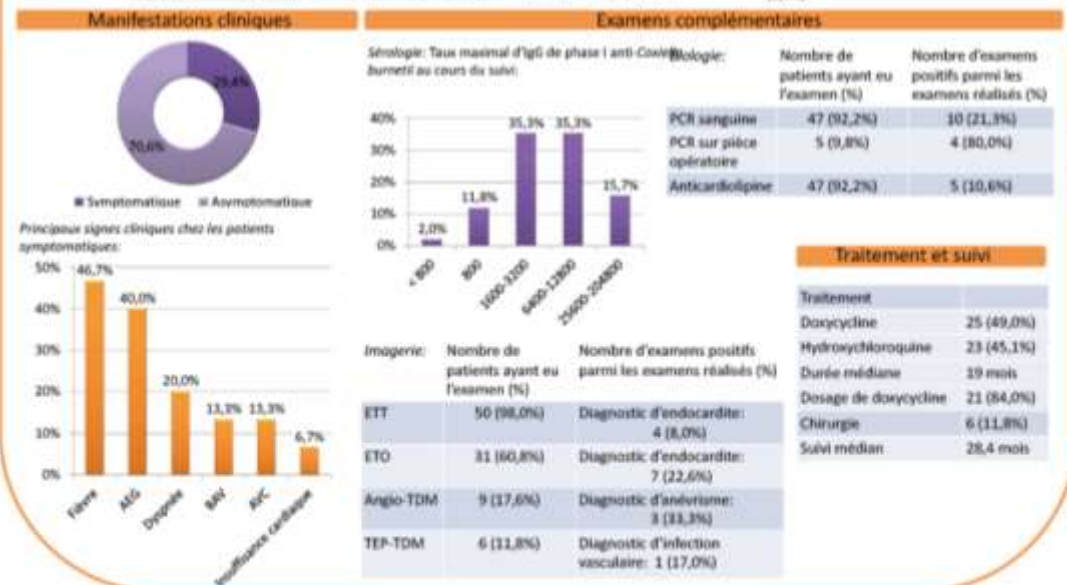 Manifestations cliniques
29,4%
70,6%
Symptomatique Asymptomatique
Principaux signes cliniques chez les patients
symptomatiques:
50%
40%
30%
20%
10%
0%
46,7%
40,0%
20,0%
13,3%
13,3%
6,7%
Fièvre
AEG
Dyspnée
BAV
AVC
Insuffisance cardiaque
Examens complémentaires
Sérologie: Taux maximal d'IgG de phase I anti-Coxiella
burnetii au cours du suivi:
40%
30%
20%
10%
0%
2,0%
11,8%
35,3%
35,3%
15,7%
< 800
800
1600-3200
6400-12800
25600-204800
Biologie:
Nombre de
patients ayant eu
l'examen (%)
Nombre d'examens
positifs parmi les
examens réalisés (%)
PCR sanguine 47 (92,2%) 10 (21,3%)
PCR sur pièce
opératoire
5 (9,8%) 4 (80,0%)
Anticardiolipine 47 (92,2%) 5 (10,6%)
Imagerie:
Nombre de
patients ayant eu
l'examen (%)
Nombre d'examens positifs
parmi les examens réalisés (%)
ETT 50 (98,0%) Diagnostic d'endocardite:
4 (8,0%)
ETO 31 (60,8%) Diagnostic d'endocardite:
7 (22,6%)
Angio-TDM 9 (17,6%) Diagnostic d'anévrisme:
3 (33,3%)
TEP-TDM 6 (11,8%) Diagnostic d'infection
vasculaire: 1 (17,0%)
Traitement et suivi
Traitement
Doxycycline 25 (49,0%)
Hydroxychloroquine 23 (45,1%)
Durée médiane 19 mois
Dosage de doxycycline 21 (84,0%)
Chirurgie 6 (11,8%)
Suivi médian 28,4 mois